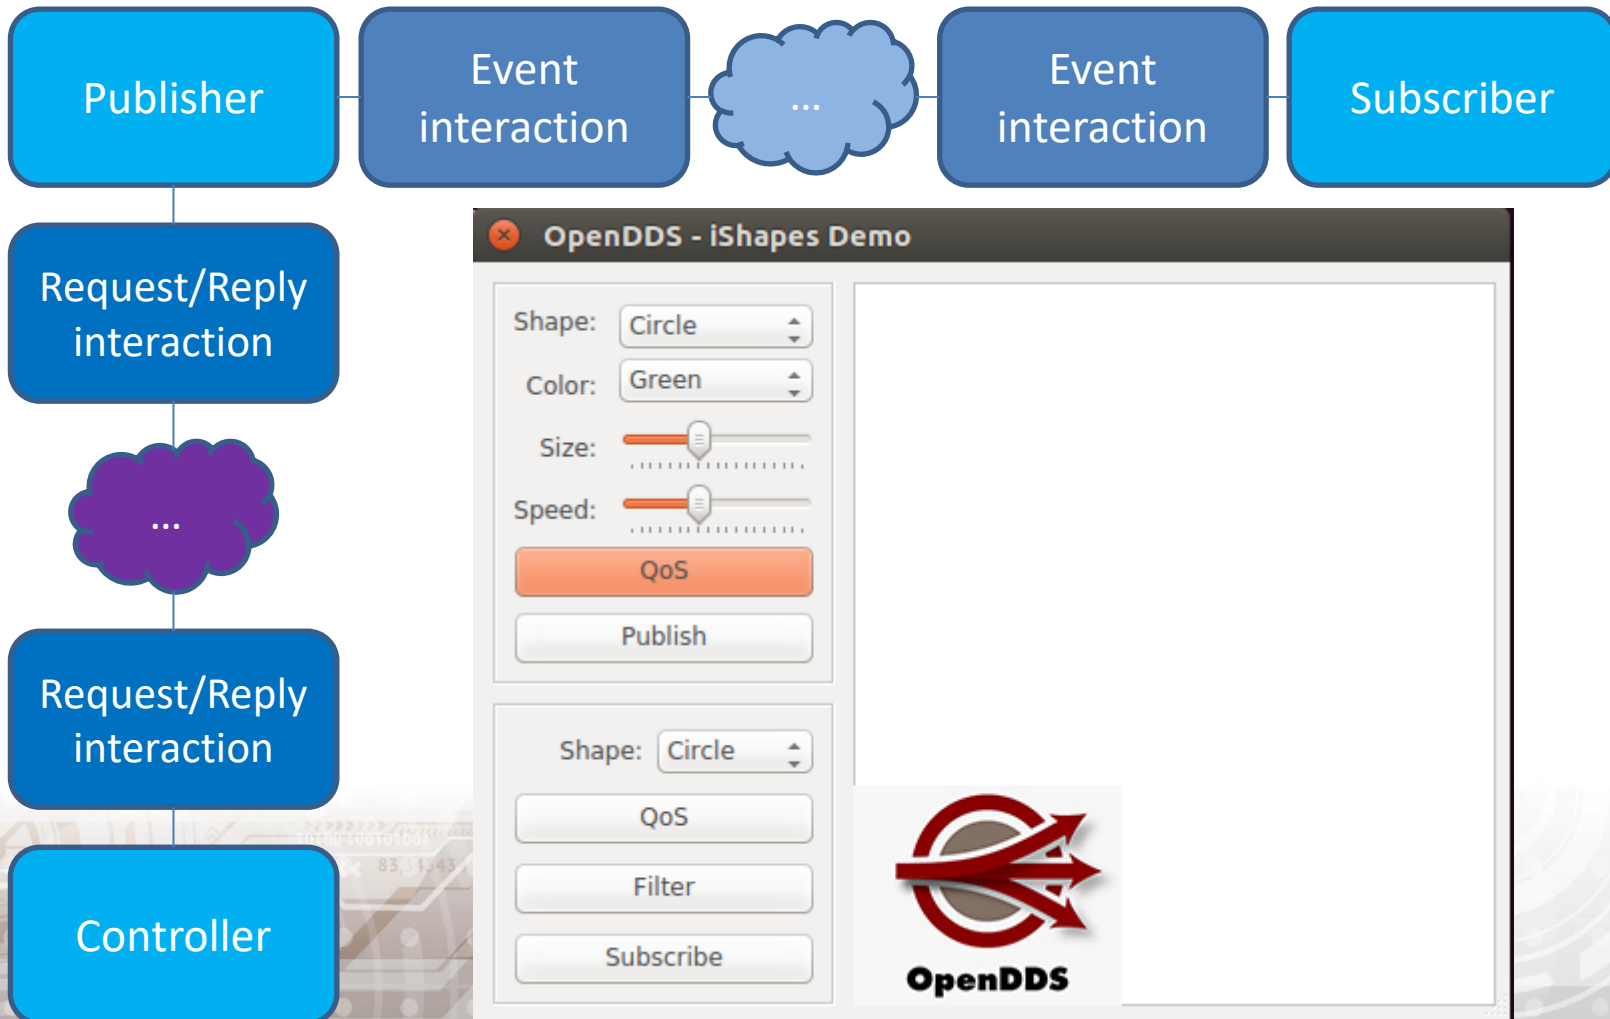 Publisher
Event
interaction
...
Event
interaction
Subscriber
Request/Reply
interaction
...
Request/Reply
interaction
Controller
OpenDDS - iShapes Demo
Shape: Circle
Color: Green
Size:
Speed:
QoS
Publish
Shape: Circle
QoS
Filter
Subscribe
OpenDDS